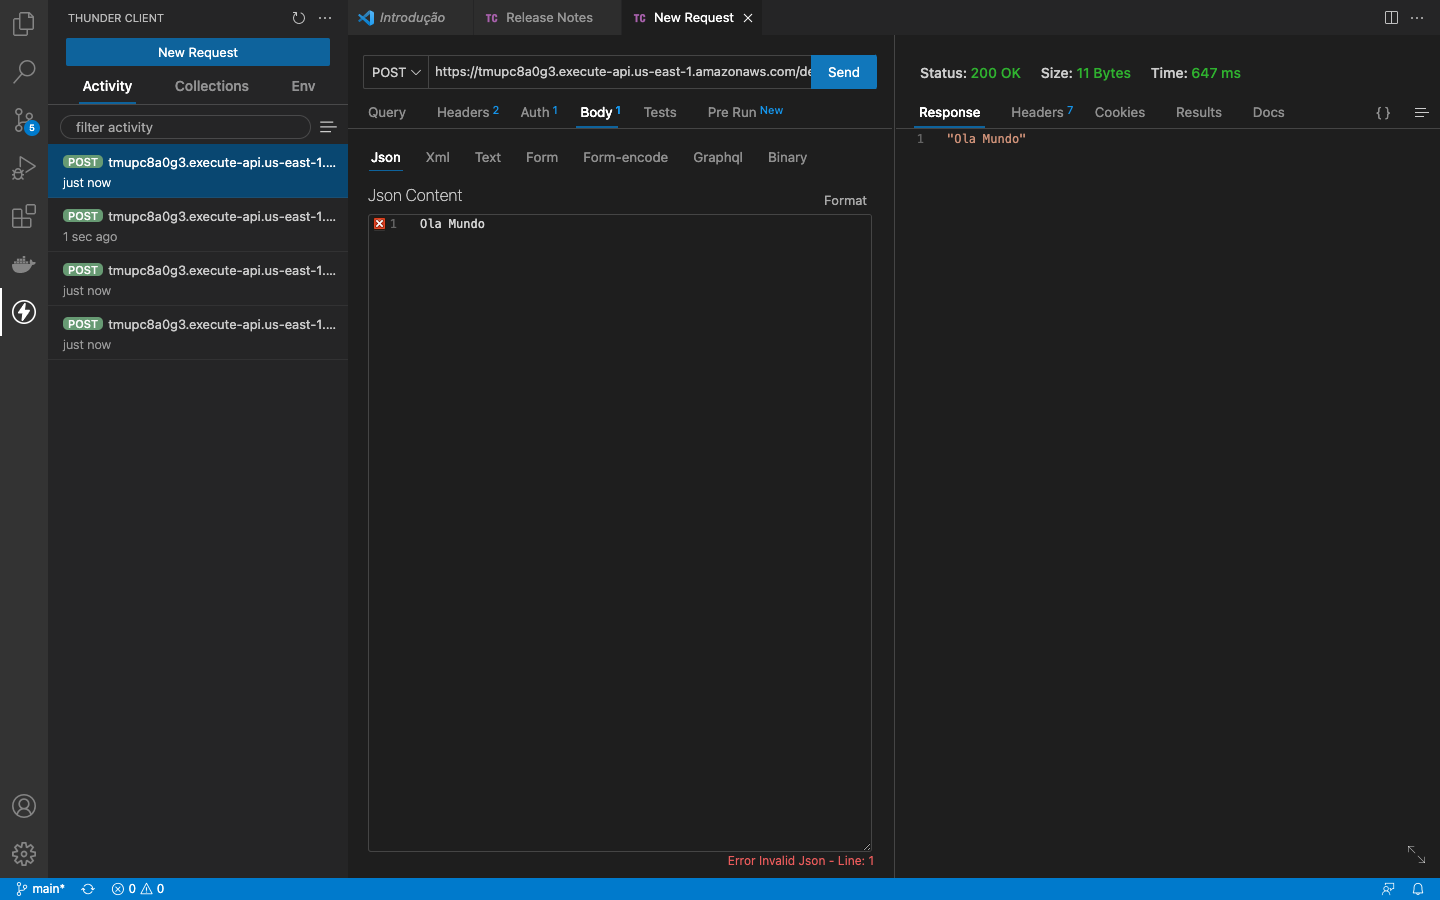 THUNDER CLIENT
New Request
Activity
Collections
Env
filter activity
POST tmupc8a0g3.execute-api.us-east-1....
just now
POST tmupc8a0g3.execute-api.us-east-1....
1 sec ago
POST tmupc8a0g3.execute-api.us-east-1....
just now
POST tmupc8a0g3.execute-api.us-east-1....
just now
5
Introdução
TC Release Notes
TC New Request
POST
https://tmupc8a0g3.execute-api.us-east-1.amazonaws.com/de
Send
Query
Headers 2
Auth 1
Body 1
Tests
Pre Run New
Json
Xml
Text
Form
Form-encode
Graphql
Binary
Json Content
Format
1 Ola Mundo
Error Invalid Json - Line: 1
Status: 200 OK
Size: 11 Bytes
Time: 647 ms
Response
Headers 7
Cookies
Results
Docs
{ }
1 "Ola Mundo"
main*
0
0